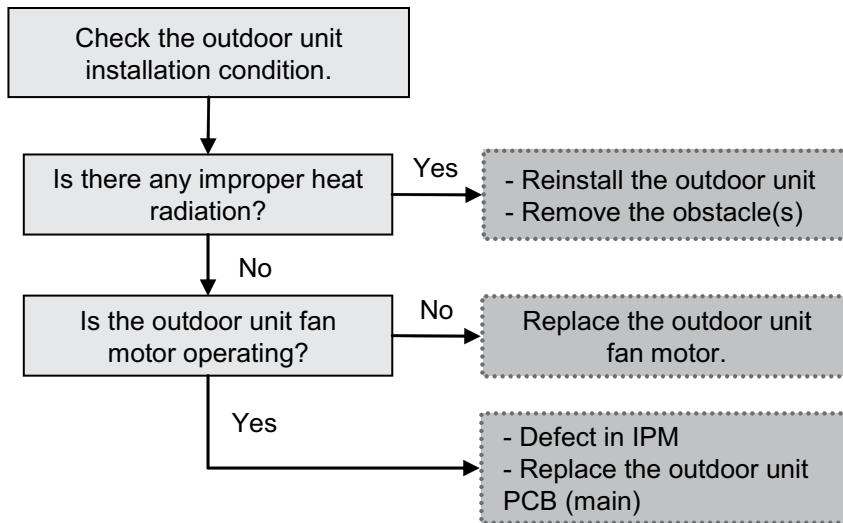 Check the outdoor unit
installation condition.
Is there any improper heat
radiation?
Yes
- Reinstall the outdoor unit
- Remove the obstacle(s)
No
Is the outdoor unit fan
motor operating?
No
Replace the outdoor unit
fan motor.
Yes
- Defect in IPM
- Replace the outdoor unit
PCB (main)